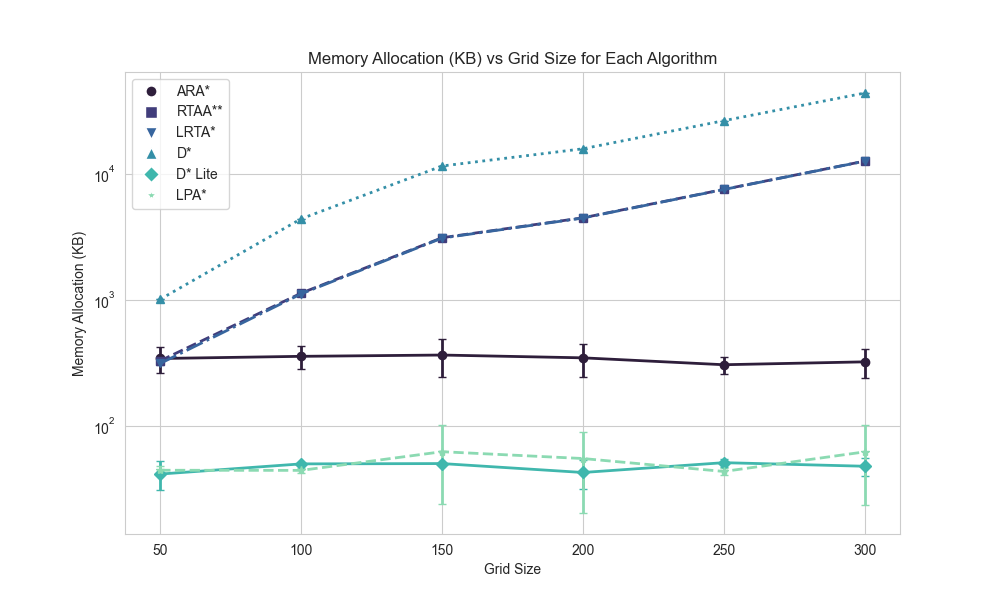 Memory Allocation (KB) vs Grid Size for Each Algorithm
ARA*
RTAA**
LRTA*
D*
D* Lite
LPA*
Memory Allocation (KB)
10^4
10^3
10^2
50 100 150 200 250 300
Grid Size